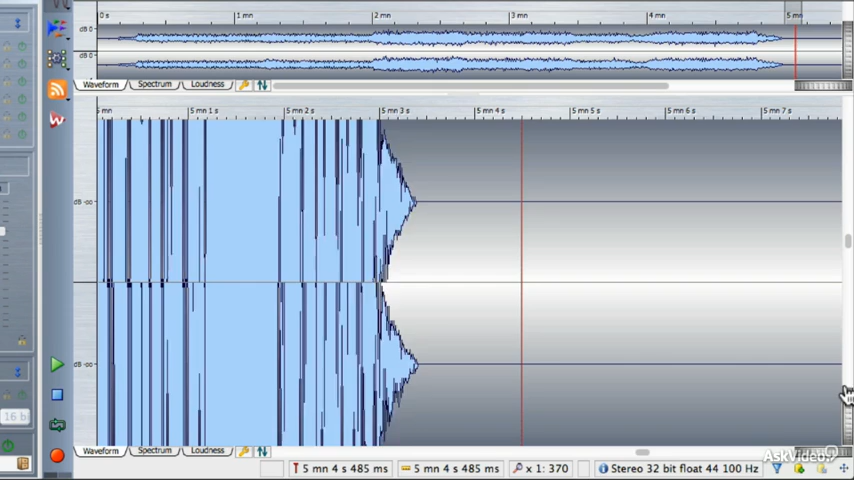 0 s 1 mn 2 mn 3 mn 4 mn 5 mn
dB 0
dB 0
Waveform Spectrum Loudness
5 mn 5 mn 1 s 5 mn 2 s 5 mn 3 s 5 mn 4 s 5 mn 5 s 5 mn 6 s 5 mn 7 s
dB -oo
dB -oo
16 b
Waveform Spectrum Loudness
AskVideo
5 mn 4 s 485 ms 5 mn 4 s 485 ms x 1: 370 Stereo 32 bit float 44 100 Hz